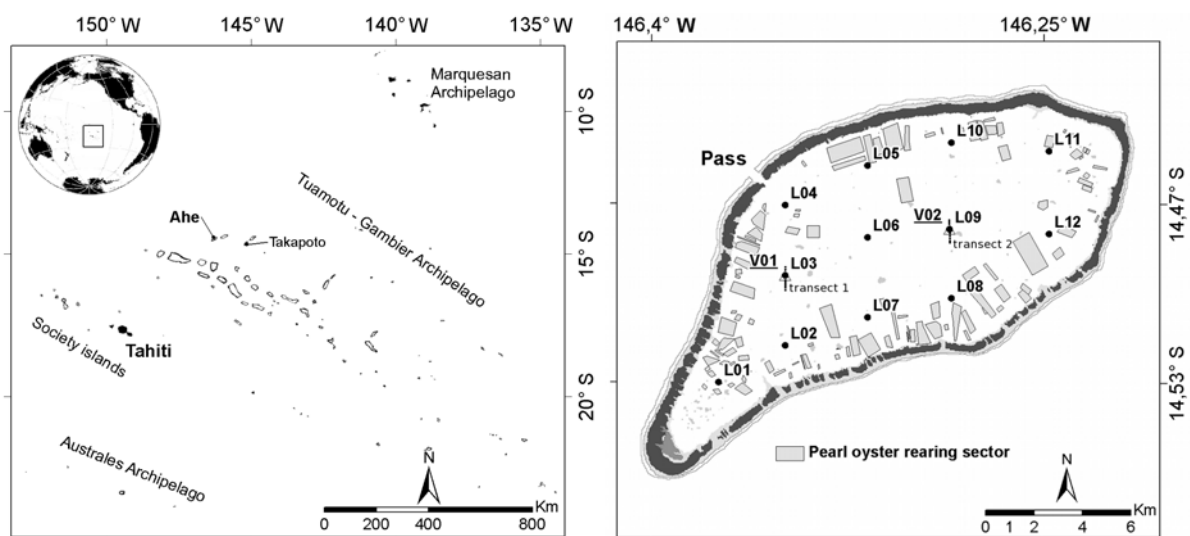 150°W
145°W
140°W
135°W
Marquesan
Archipelago
10° S
Tuamotu - Gambier Archipelago
Ahe
Takapoto
15° S
Society islands
Tahiti
20° S
Australes Archipelago
N
Km
0 200 400 800
146,4° W
146,25° W
Pass
L10
L11
L05
L04
14,47° S
V02 L09
L06
L12
transect 2
V01 L03
transect 1
L08
L07
L02
L01
14,53° S
Pearl oyster rearing sector
N
Km
0 1 2 4 6